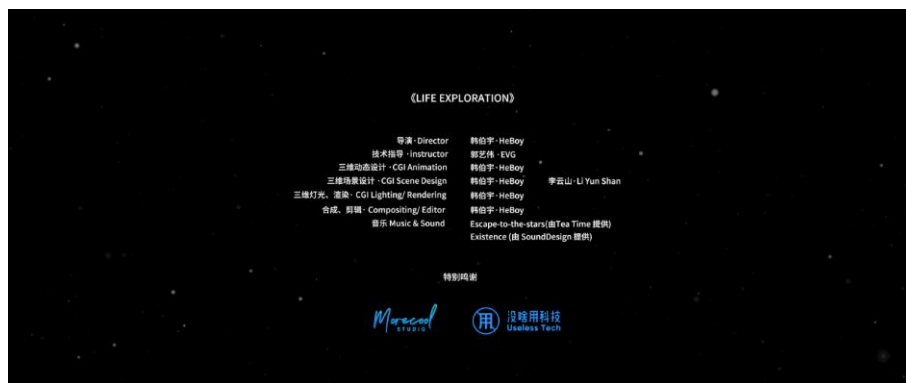 《LIFE EXPLORATION》
导演·Director 韩伯宇·HeBoy
技术指导·instructor 郭艺伟·EVG
三维动态设计·CGI Animation 韩伯宇·HeBoy
三维场景设计·CGI Scene Design 韩伯宇·HeBoy 李云山·Li Yun Shan
三维灯光、渲染·CGI Lighting/ Rendering 韩伯宇·HeBoy
合成、剪辑·Compositing/ Editor 韩伯宇·HeBoy
音乐 Music & Sound Escape-to-the-stars(由Tea Time 提供)
Existence (由 SoundDesign 提供)
特别鸣谢
Morecool
STUDIO
用 没啥用科技
Useless Tech